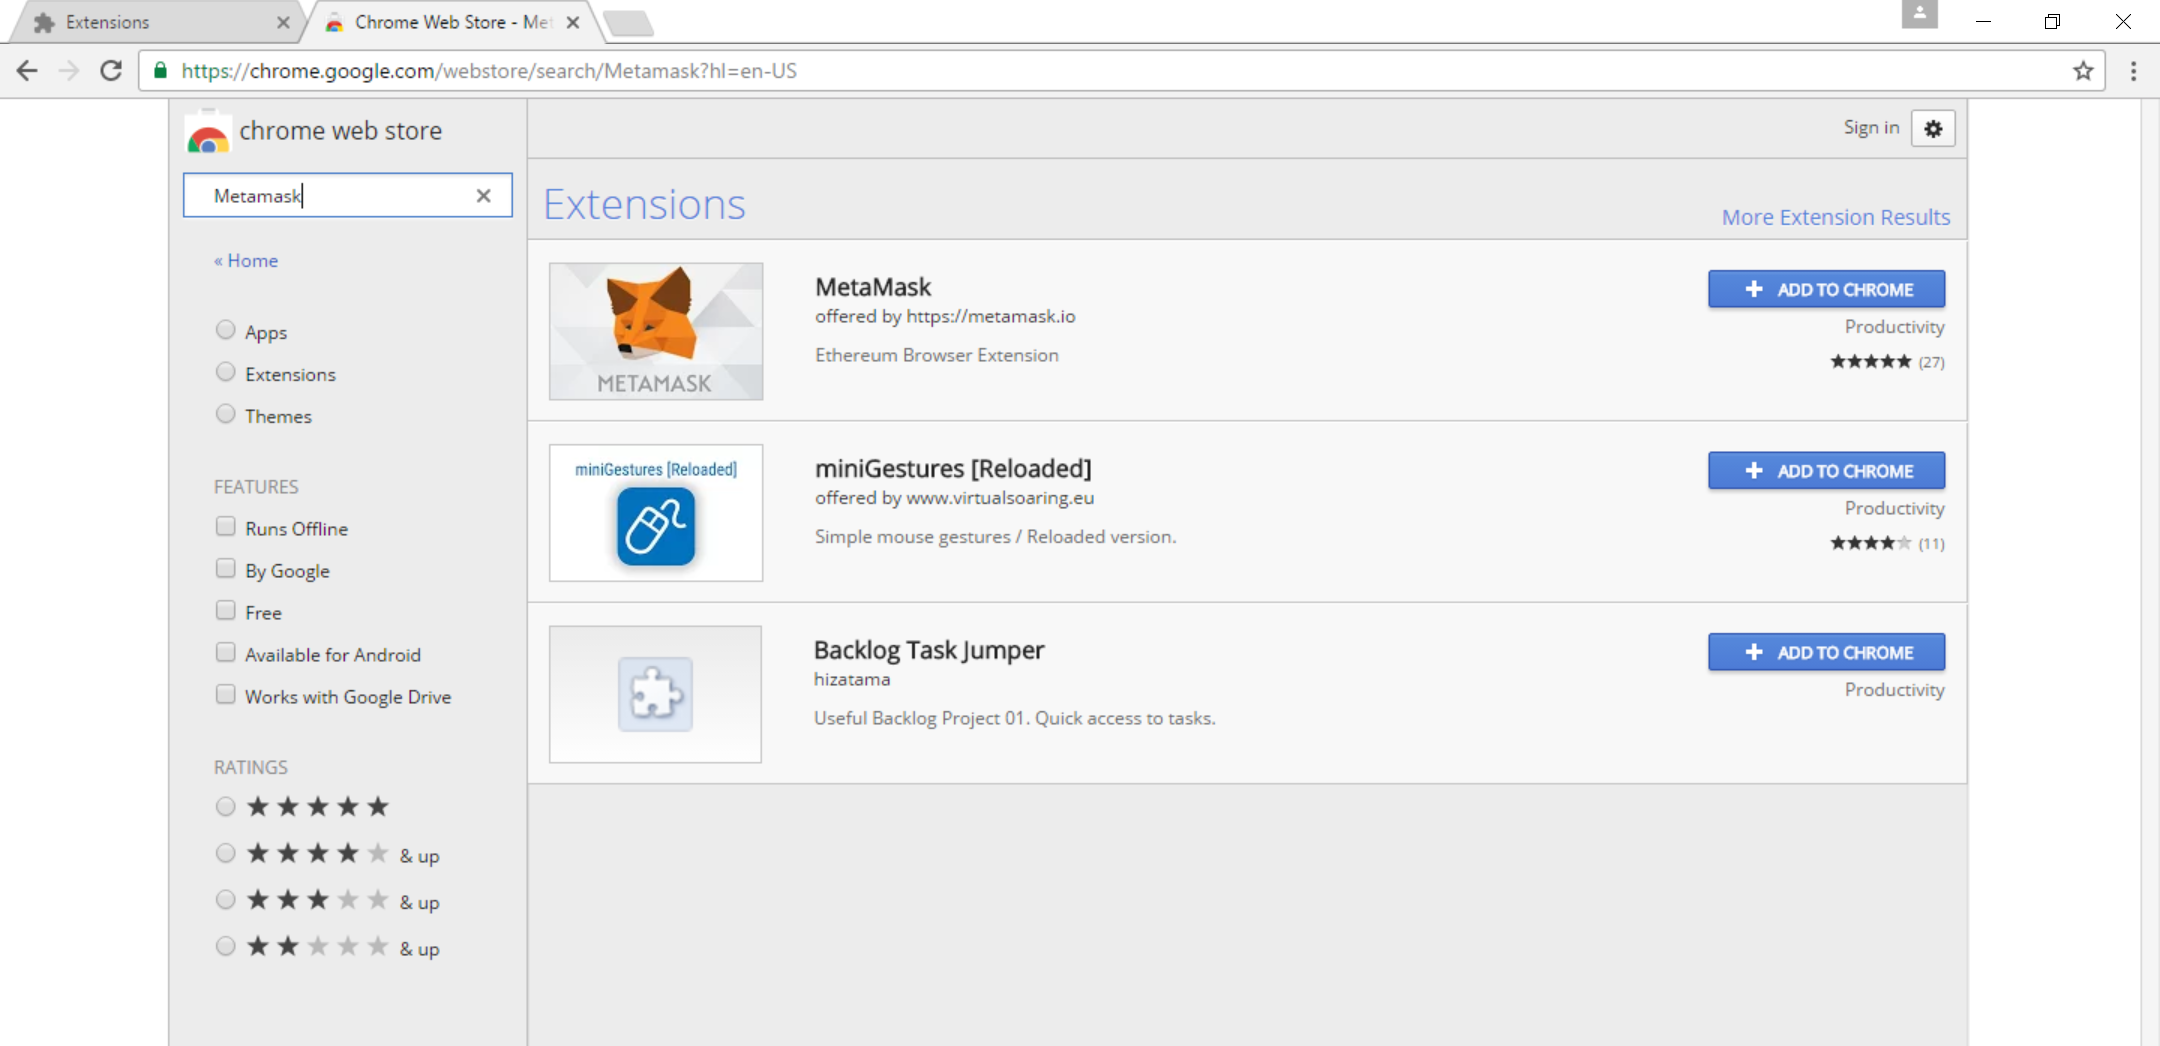 Extensions
Chrome Web Store - Met
https://chrome.google.com/webstore/search/Metamask?hl=en-US
chrome web store
Sign in
Metamask
Extensions
More Extension Results
« Home
Apps
Extensions
Themes
FEATURES
Runs Offline
By Google
Free
Available for Android
Works with Google Drive
RATINGS
& up
& up
& up
METAMASK
MetaMask
offered by https://metamask.io
Ethereum Browser Extension
ADD TO CHROME
Productivity
(27)
miniGestures [Reloaded]
miniGestures [Reloaded]
offered by www.virtualsoaring.eu
Simple mouse gestures / Reloaded version.
ADD TO CHROME
Productivity
(11)
Backlog Task Jumper
hizatama
Useful Backlog Project 01. Quick access to tasks.
ADD TO CHROME
Productivity